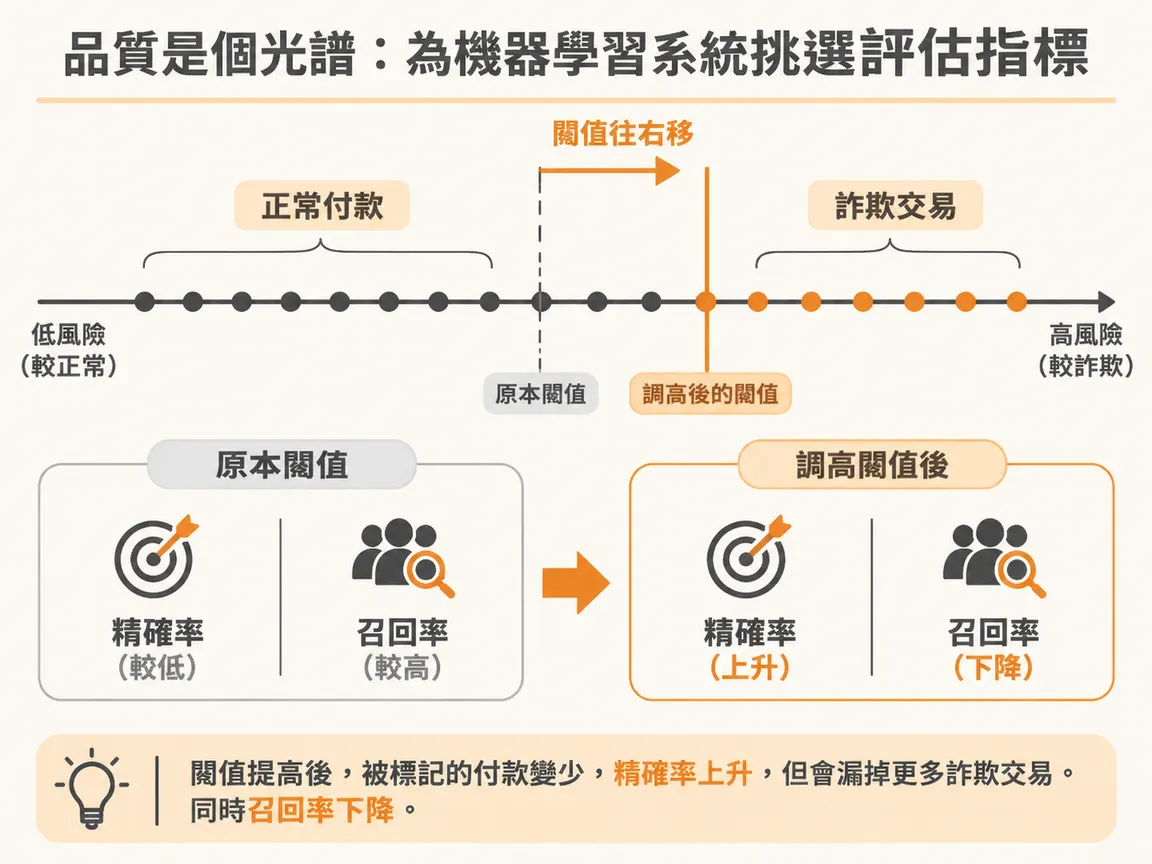 品質是個光譜：為機器學習系統挑選評估指標
閾值往右移
正常付款
詐欺交易
低風險
（較正常）
高風險
（較詐欺）
原本閾值
調高後的閾值
原本閾值
調高閾值後
精確率
（較低）
召回率
（較高）
精確率
（上升）
召回率
（下降）
閾值提高後，被標記的付款變少，精確率上升，但會漏掉更多詐欺交易。
同時召回率下降。